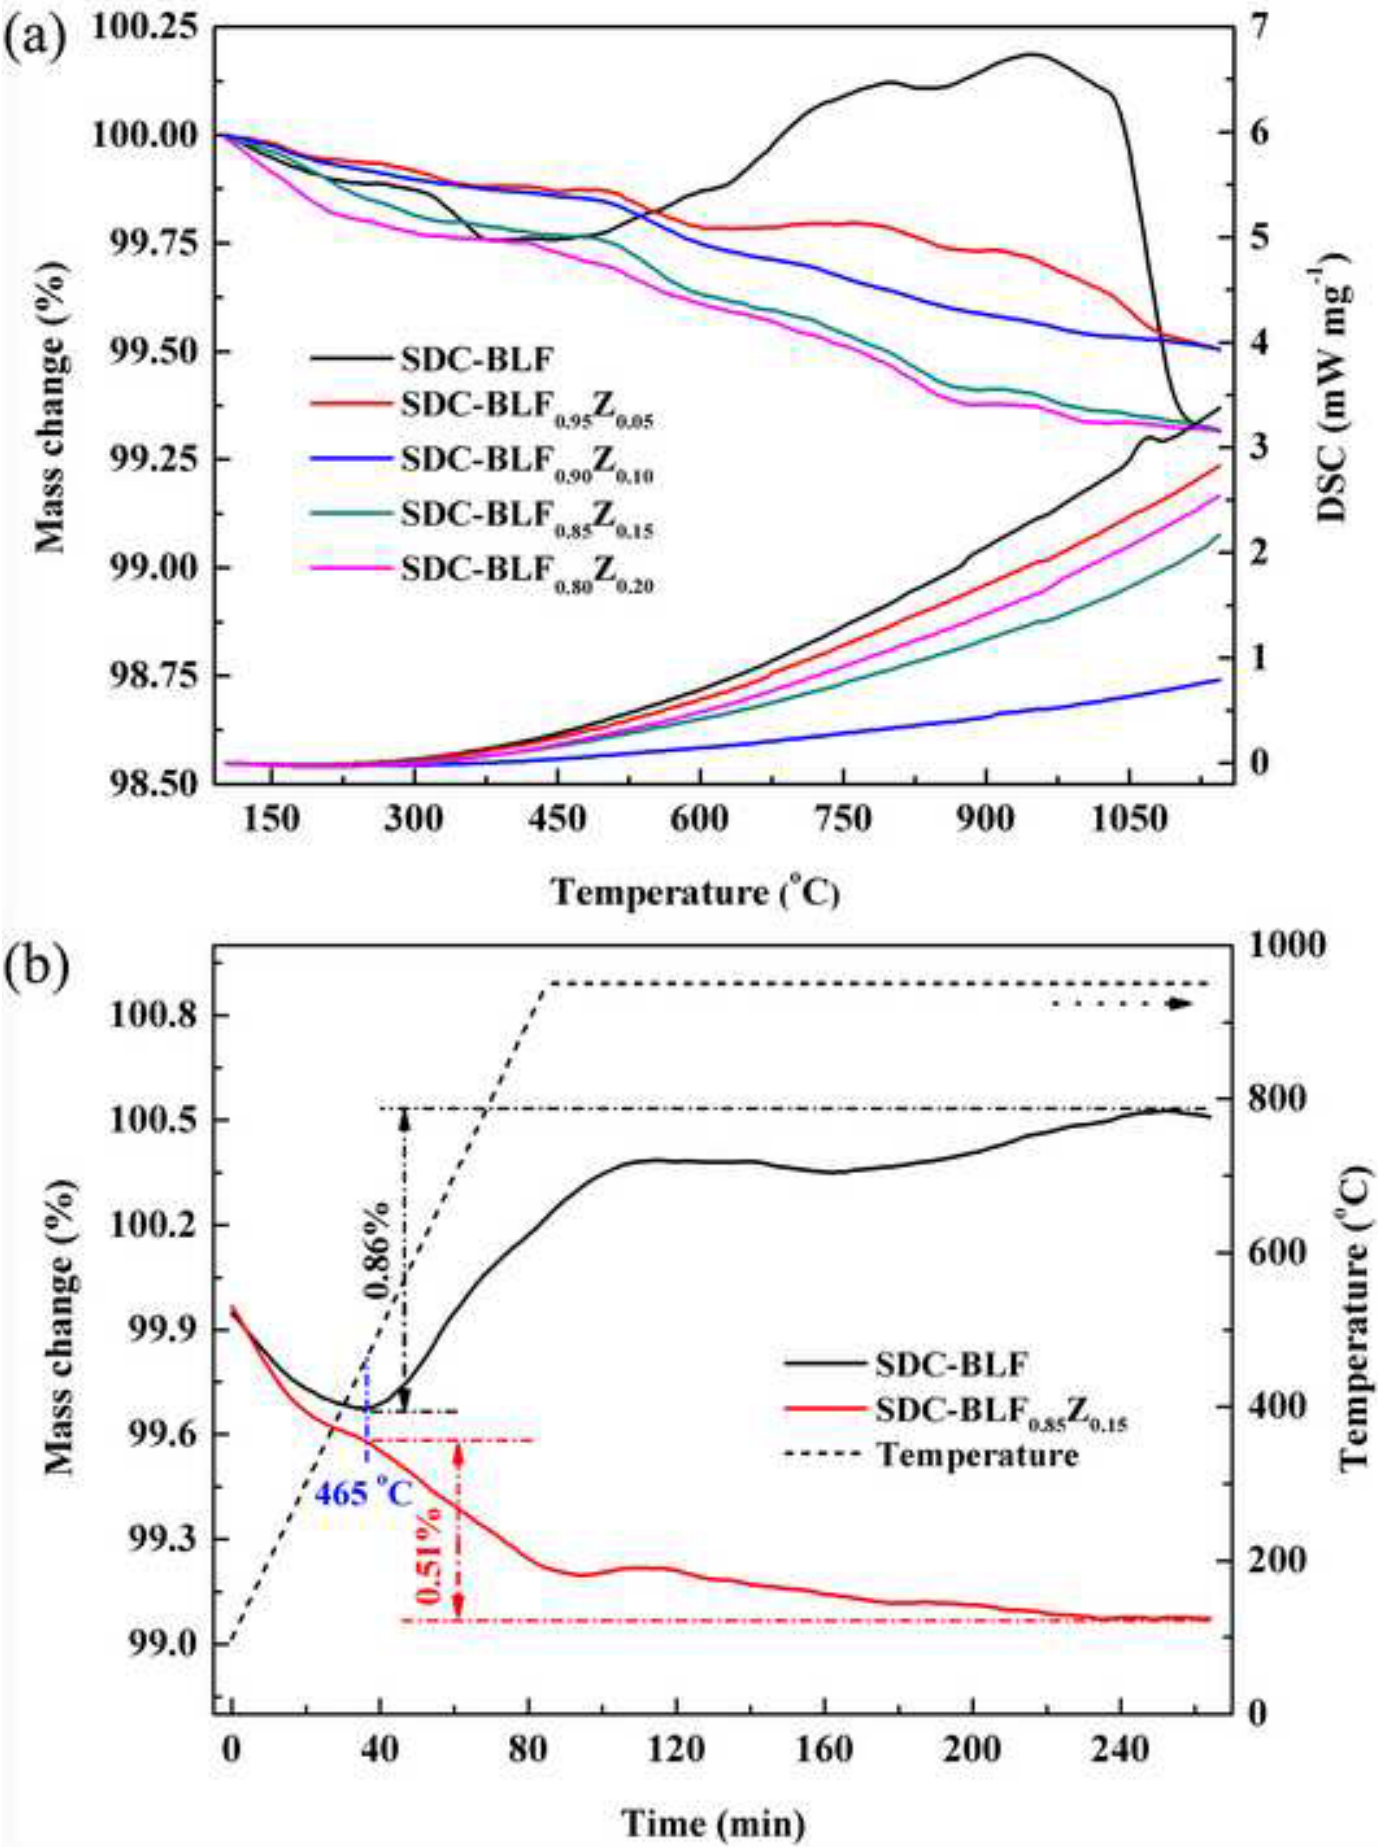 (a)
100.25
100.00
99.75
99.50
99.25
99.00
98.75
98.50
Mass change (%)
7
6
5
4
3
2
1
0
DSC (mW mg⁻¹)
SDC-BLF
SDC-BLF₀.₉₅Z₀.₀₅
SDC-BLF₀.₉₀Z₀.₁₀
SDC-BLF₀.₈₅Z₀.₁₅
SDC-BLF₀.₈₀Z₀.₂₀
150 300 450 600 750 900 1050
Temperature (°C)
(b)
100.8
100.5
100.2
99.9
99.6
99.3
99.0
Mass change (%)
1000
800
600
400
200
0
Temperature (°C)
0.86%
465 °C
0.51%
SDC-BLF
SDC-BLF₀.₈₅Z₀.₁₅
Temperature
0 40 80 120 160 200 240
Time (min)